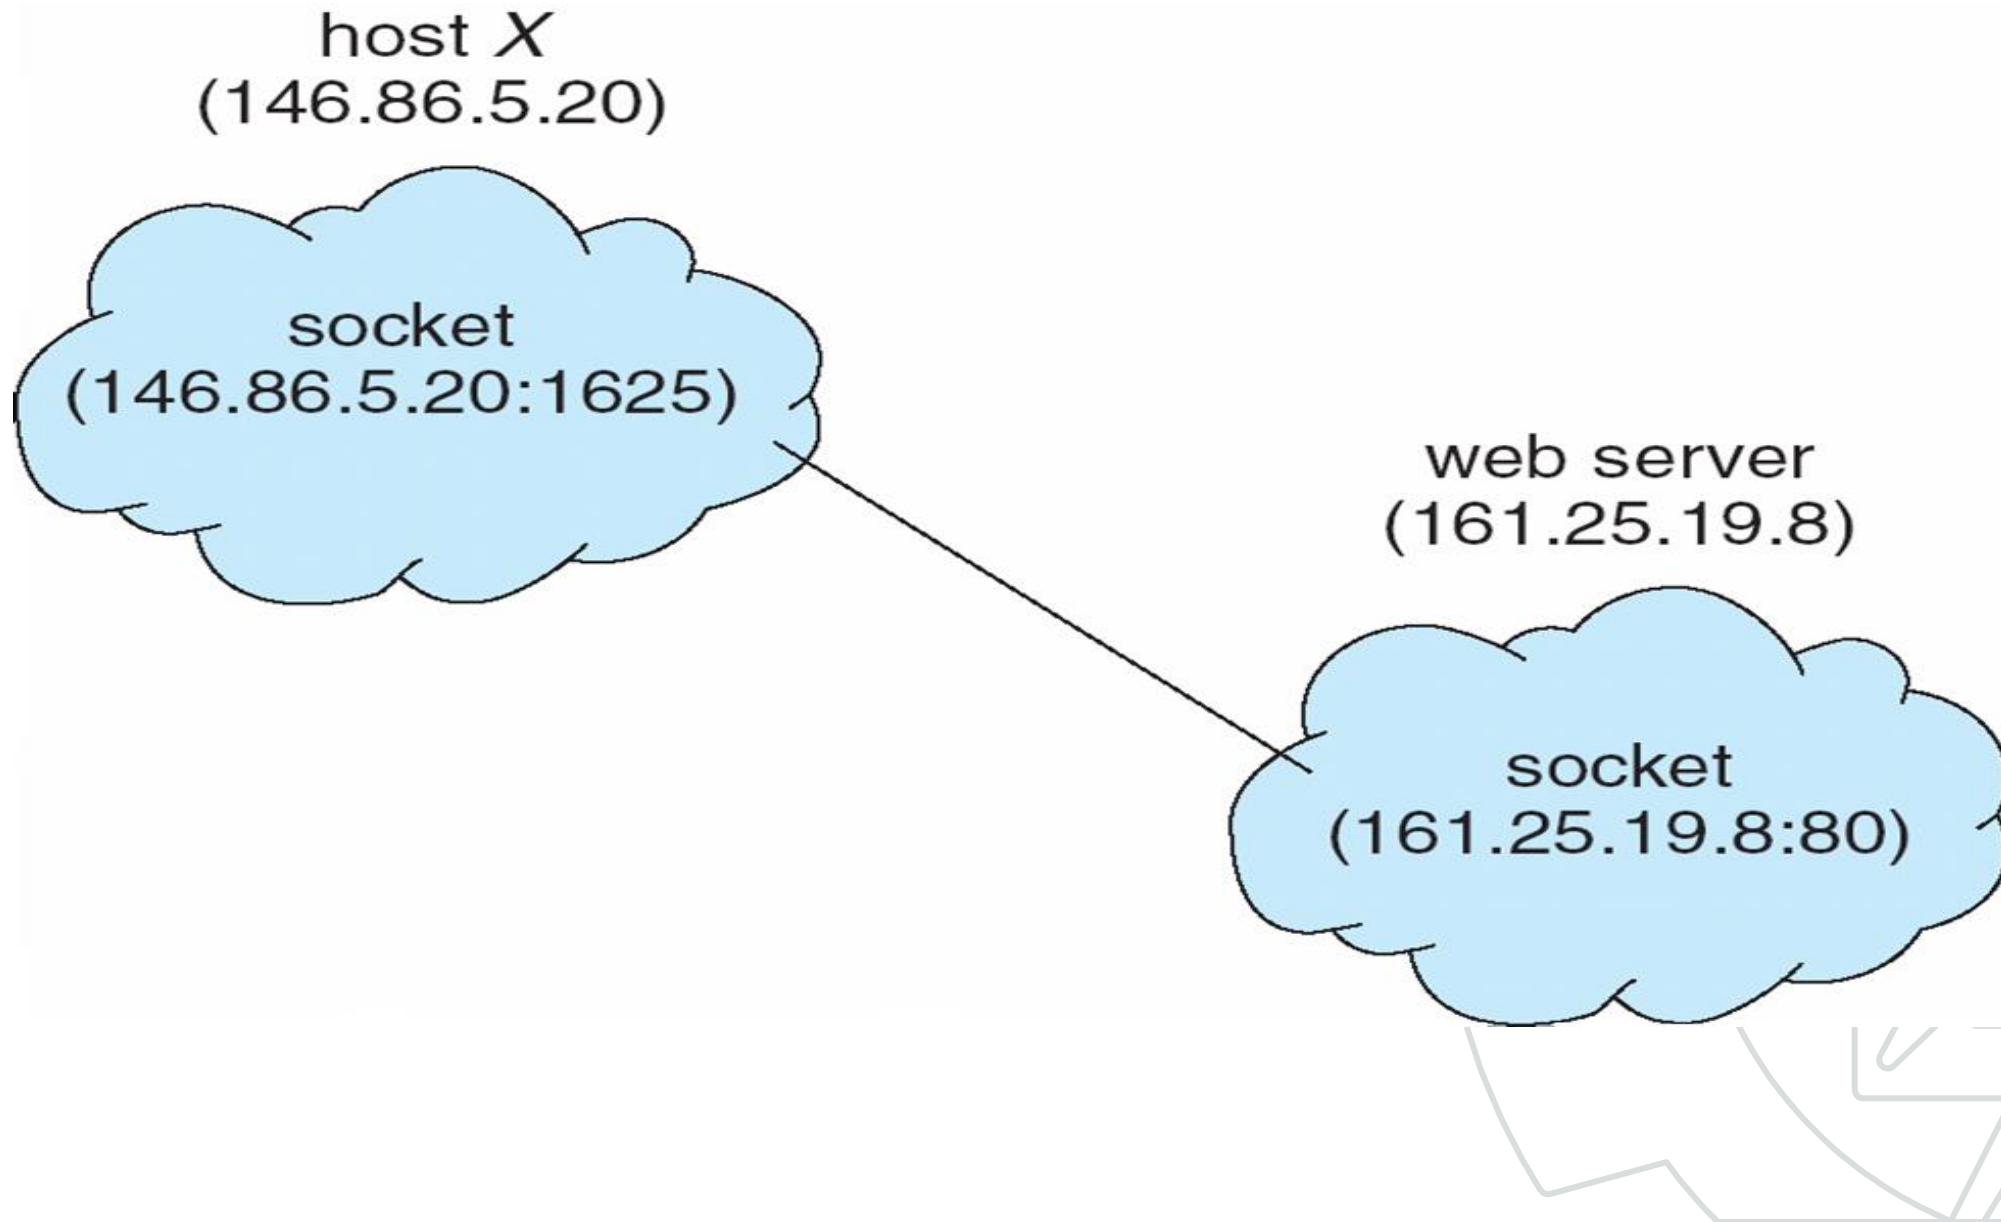 host X
(146.86.5.20)
socket
(146.86.5.20:1625)
web server
(161.25.19.8)
socket
(161.25.19.8:80)